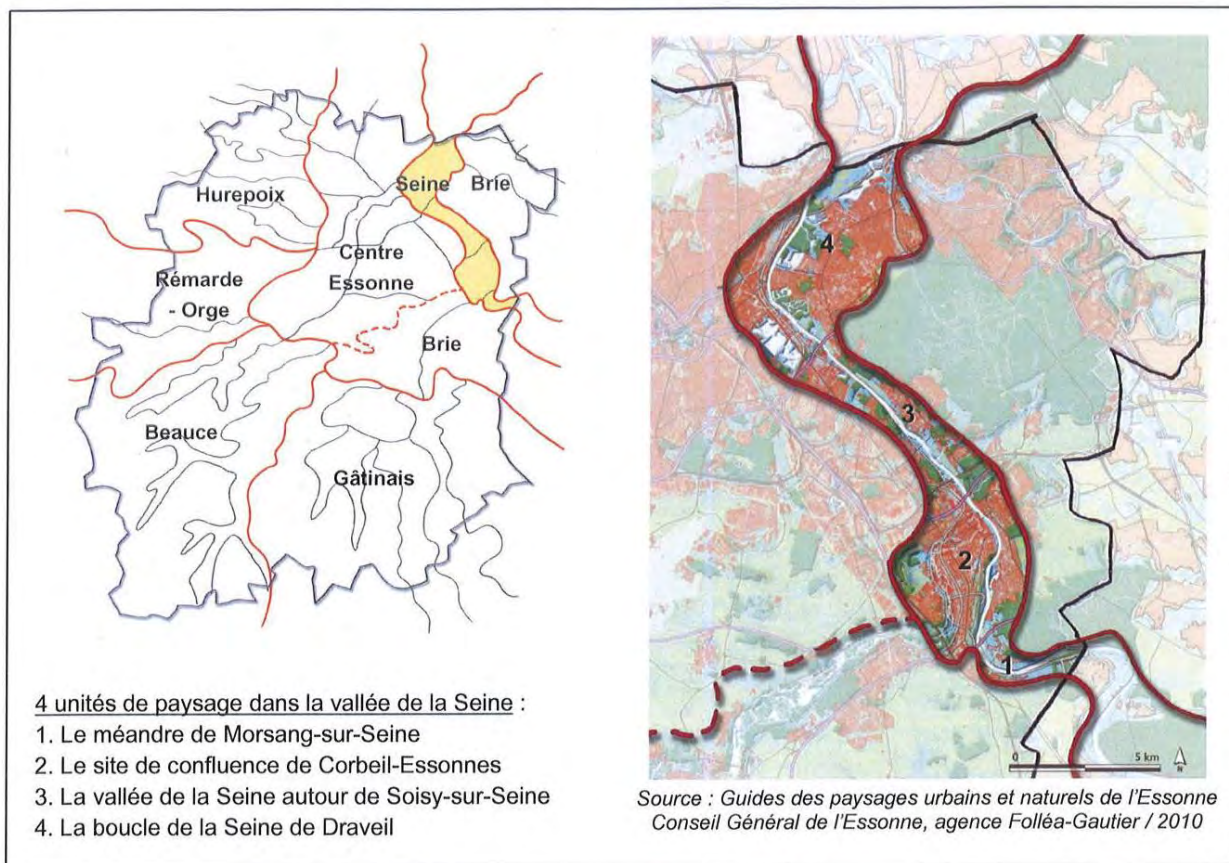 Hurepoix
Seine
Brie
Centre
Essonne
Rémarde
- Orge
Brie
Beauce
Gâtinais
4 unités de paysage dans la vallée de la Seine :
1. Le méandre de Morsang-sur-Seine
2. Le site de confluence de Corbeil-Essonnes
3. La vallée de la Seine autour de Soisy-sur-Seine
4. La boucle de la Seine de Draveil
4
3
2
1
0 5 km
N
Source : Guides des paysages urbains et naturels de l'Essonne
Conseil Général de l'Essonne, agence Folléa-Gautier / 2010